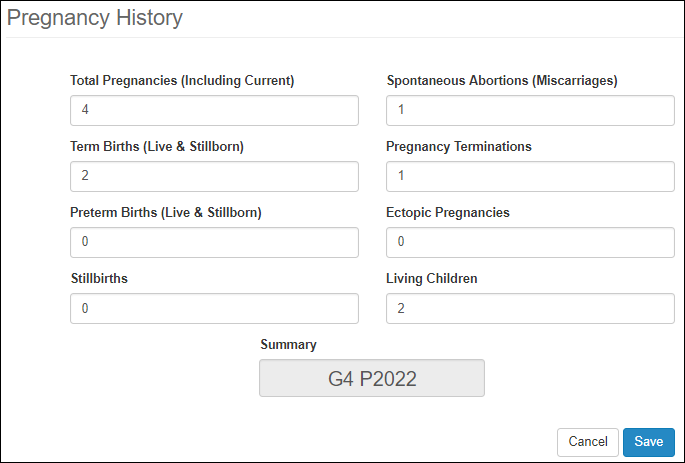 Pregnancy History
Total Pregnancies (Including Current)
Spontaneous Abortions (Miscarriages)
4
1
Term Births (Live & Stillborn)
Pregnancy Terminations
2
1
Preterm Births (Live & Stillborn)
Ectopic Pregnancies
0
0
Stillbirths
Living Children
0
2
Summary
G4 P2022
Cancel
Save